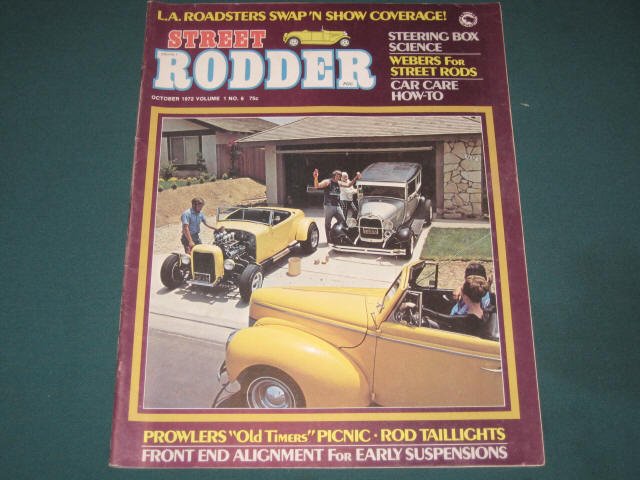 L.A. ROADSTERS SWAP 'N SHOW COVERAGE!
STREET
RODDER
OCTOBER 1972 VOLUME 1 NO. 6 75c
STEERING BOX
SCIENCE
WEBERS FOR
STREET RODS
CAR CARE
HOW-TO
PROWLERS "Old Timers" PICNIC · ROD TAILLIGHTS
FRONT END ALIGNMENT FOR EARLY SUSPENSIONS